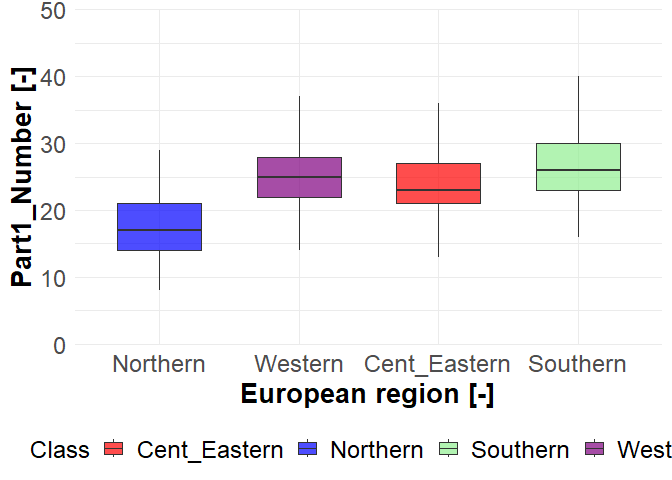 50
40
30
20
10
0
Part1_Number [-]
Northern Western Cent_Eastern Southern
European region [-]
Class Cent_Eastern Northern Southern West